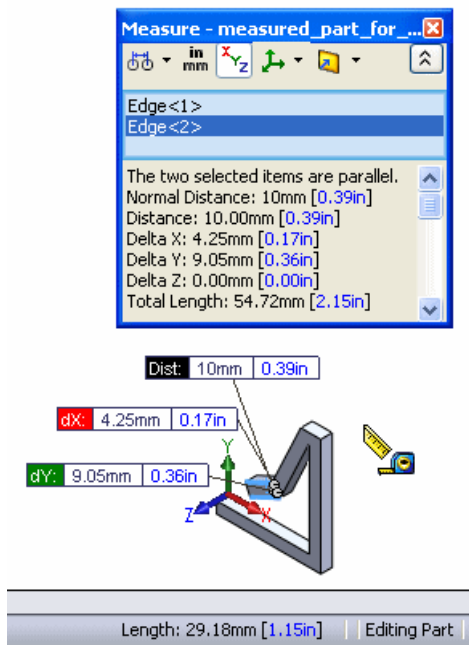 Measure - measured_part_for_...
in
mm
XYZ
Edge<1>
Edge<2>
The two selected items are parallel.
Normal Distance: 10mm [0.39in]
Distance: 10.00mm [0.39in]
Delta X: 4.25mm [0.17in]
Delta Y: 9.05mm [0.36in]
Delta Z: 0.00mm [0.00in]
Total Length: 54.72mm [2.15in]
Dist: 10mm 0.39in
dX: 4.25mm 0.17in
Y
dY: 9.05mm 0.36in
Z X
Length: 29.18mm [1.15in] Editing Part